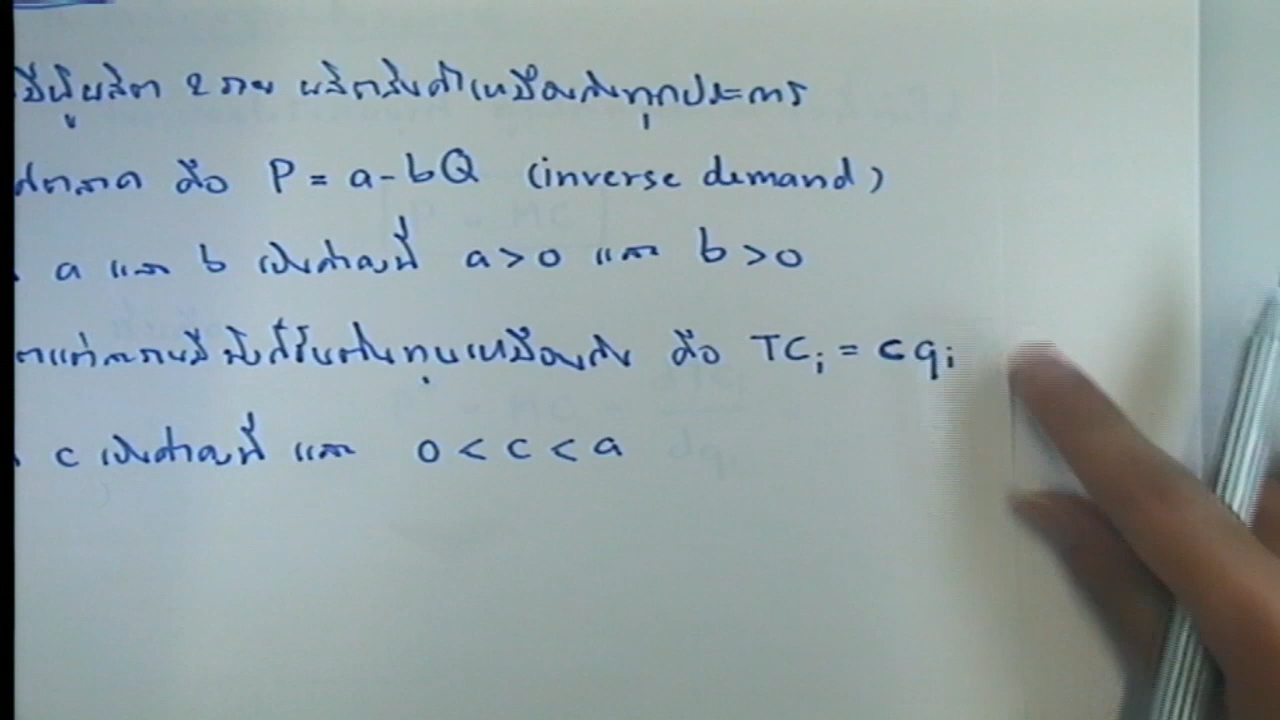 มีผู้ผลิต 2 ราย ผลิตสินค้าเหมือนกันทุกประการ
ตลาด คือ P = a - bQ (inverse demand)
a และ b เป็นค่าคงที่ a > 0 และ b > 0
แต่ละรายมี ฟังก์ชันต้นทุนเหมือนกัน คือ TCᵢ = cqᵢ
c เป็นค่าคงที่ และ 0 < c < a